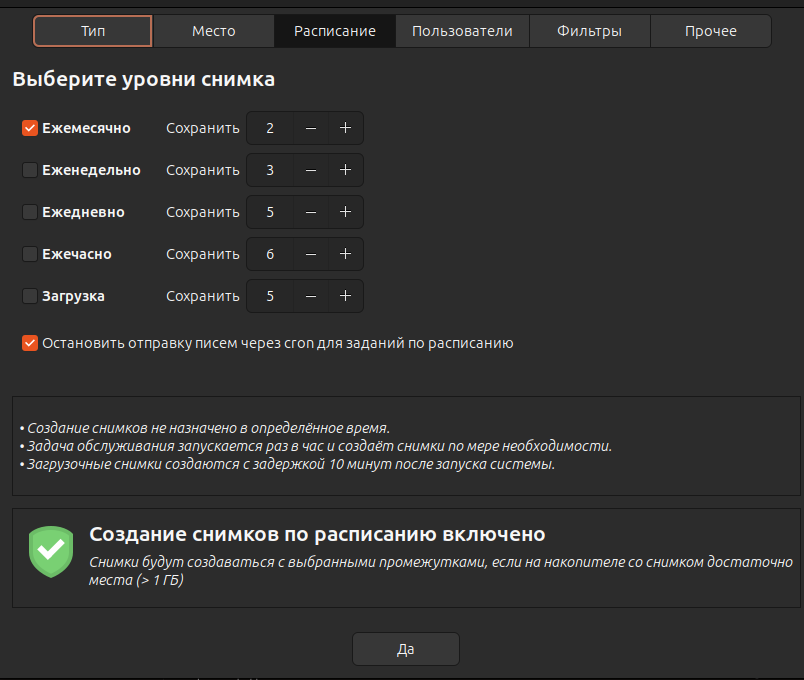 Тип Место Расписание Пользователи Фильтры Прочее
Выберите уровни снимка
Ежемесячно Сохранить 2 − +
Еженедельно Сохранить 3 − +
Ежедневно Сохранить 5 − +
Ежечасно Сохранить 6 − +
Загрузка Сохранить 5 − +
Остановить отправку писем через cron для заданий по расписанию
• Создание снимков не назначено в определённое время.
• Задача обслуживания запускается раз в час и создаёт снимки по мере необходимости.
• Загрузочные снимки создаются с задержкой 10 минут после запуска системы.
Создание снимков по расписанию включено
Снимки будут создаваться с выбранными промежутками, если на накопителе со снимком достаточно
места (> 1 ГБ)
Да